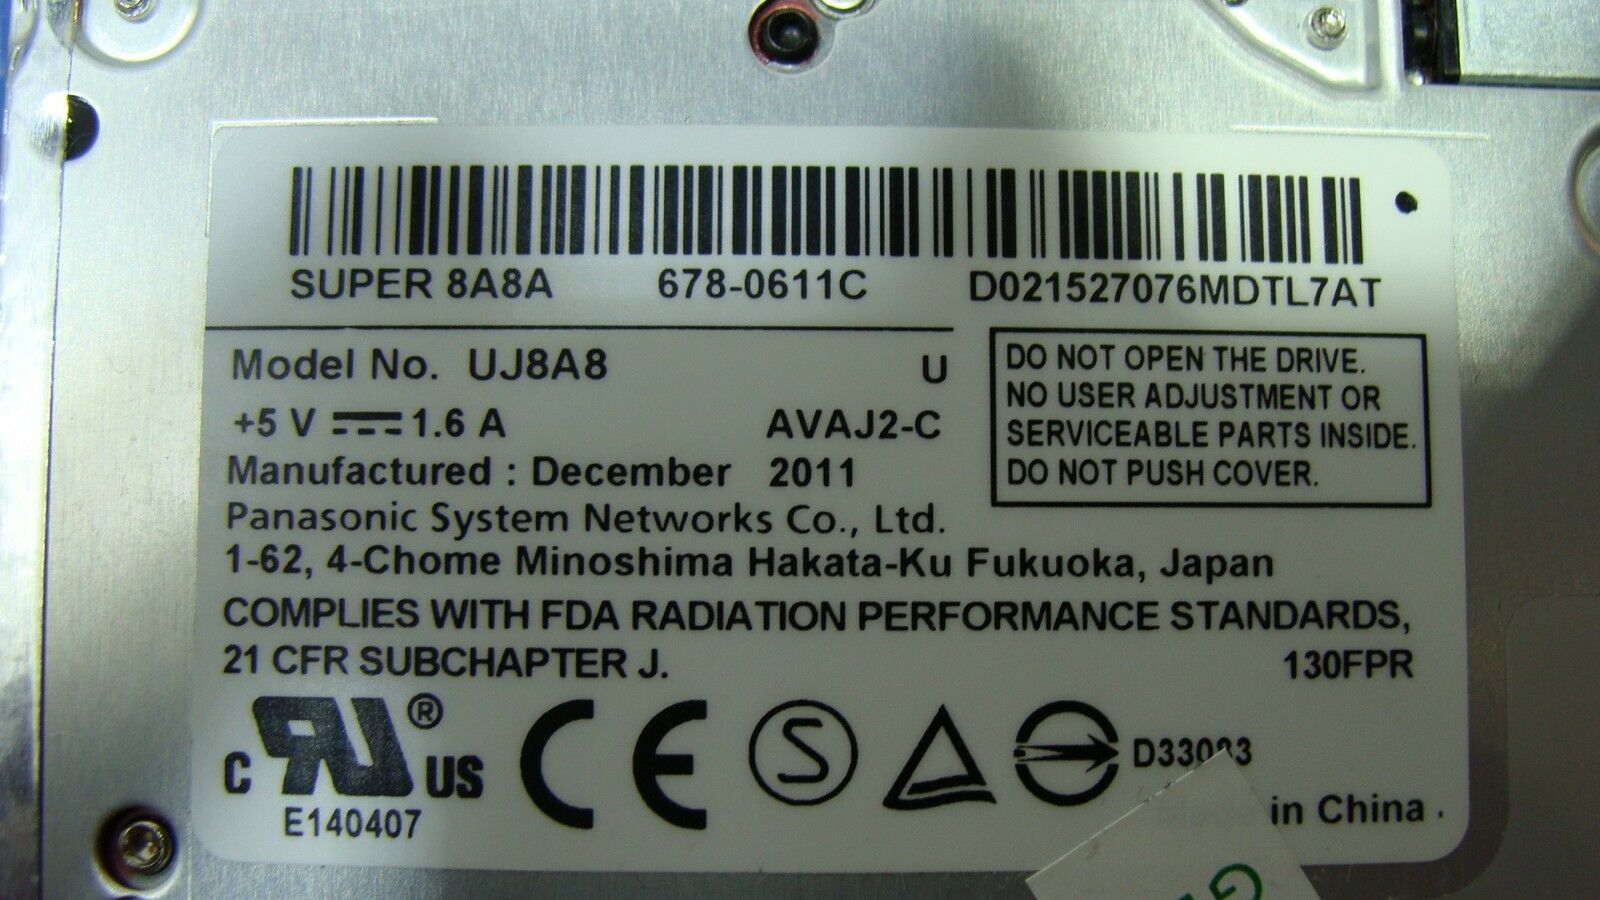 SUPER 8A8A 678-0611C D021527076MDTL7AT
Model No. UJ8A8 U
+5 V 1.6 A AVAJ2-C
Manufactured : December 2011
DO NOT OPEN THE DRIVE.
NO USER ADJUSTMENT OR
SERVICEABLE PARTS INSIDE.
DO NOT PUSH COVER.
Panasonic System Networks Co., Ltd.
1-62, 4-Chome Minoshima Hakata-Ku Fukuoka, Japan
COMPLIES WITH FDA RADIATION PERFORMANCE STANDARDS,
21 CFR SUBCHAPTER J. 130FPR
C RU ® US
E140407
CE
S
in China .